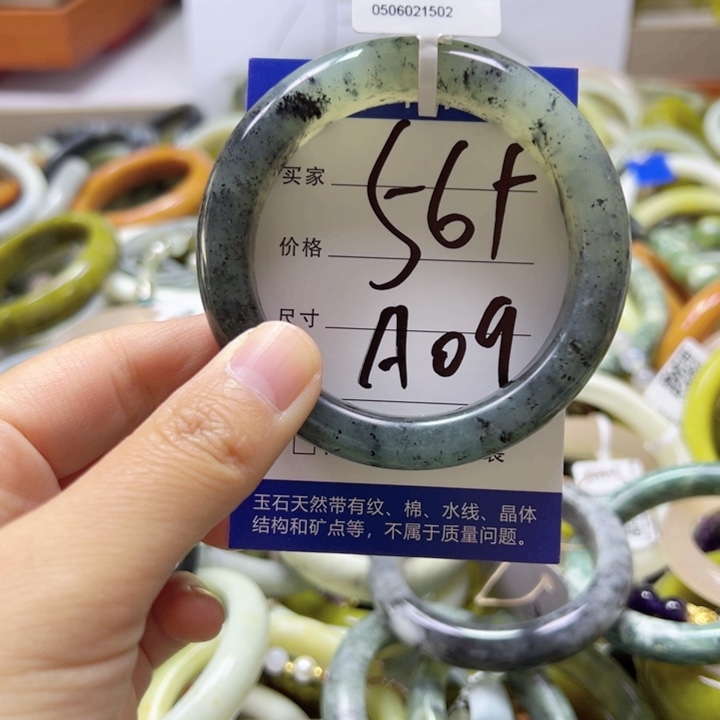 0506021502
买家 56f
价格
尺寸 A09
玉石天然带有纹、棉、水线、晶体
结构和矿点等，不属于质量问题。